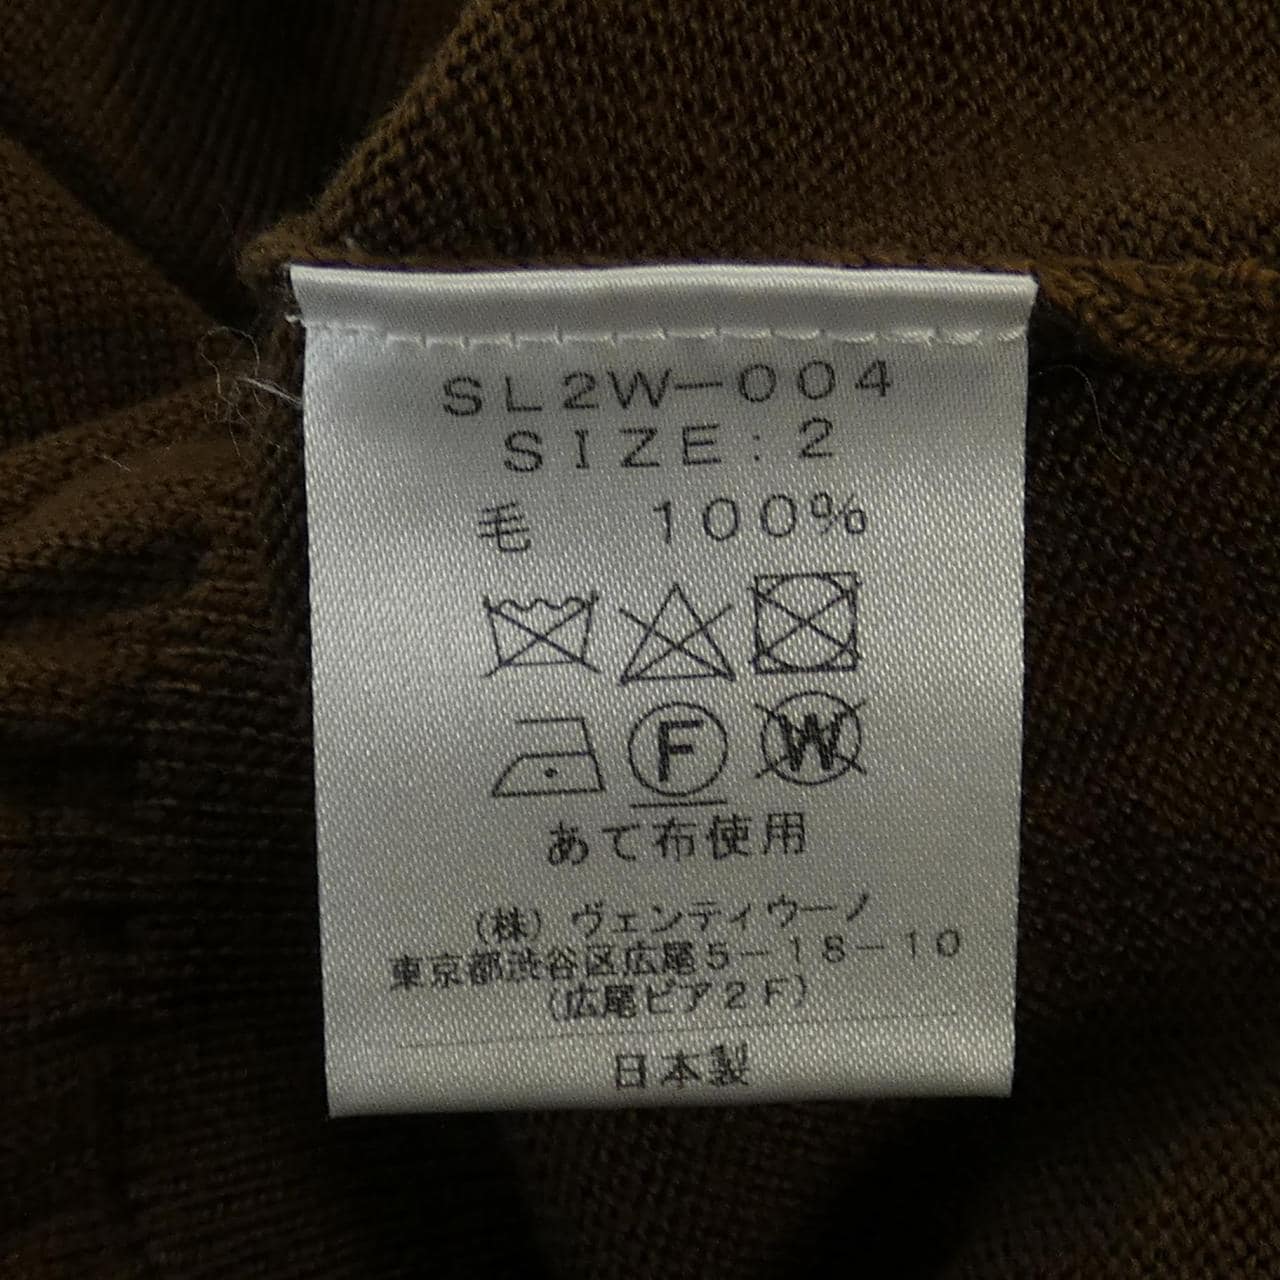 SL2W-004
SIZE:2
毛 100%
F W
あて布使用
(株)ヴェンティウーノ
東京都渋谷区広尾5-18-10
(広尾ピア2F)
日本製